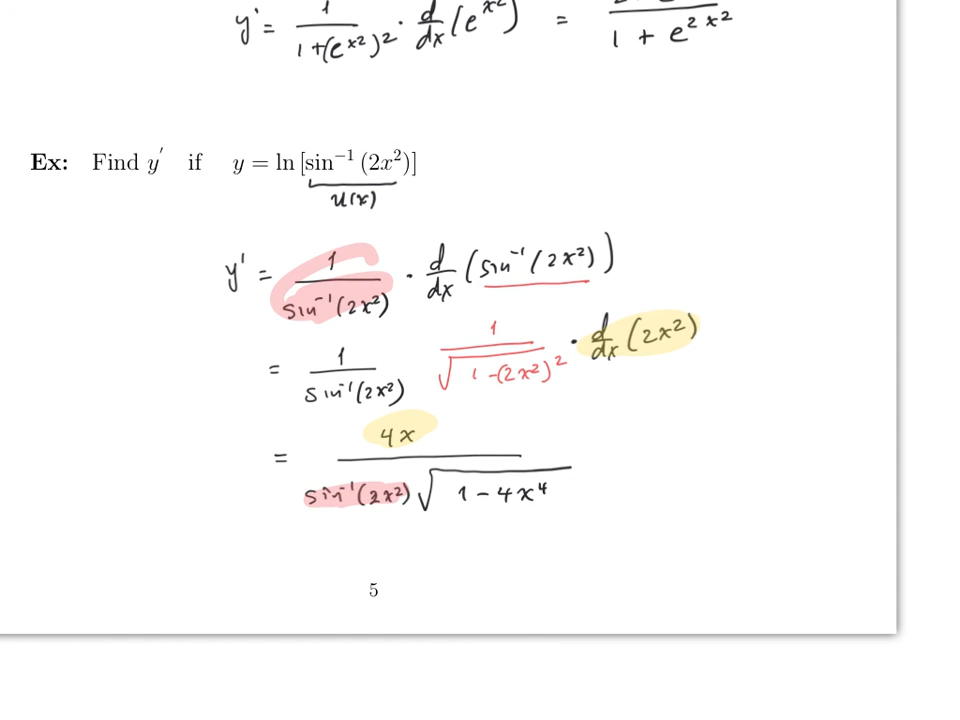 y' = 1/(1+(e^x²)²) · d/dx (e^x²) = /(1 + e^2x²)
Ex: Find y′ if y = ln [sin⁻¹ (2x²)]
u(x)
y' = 1/(sin⁻¹(2x²)) · d/dx (sin⁻¹(2x²))
= 1/(sin⁻¹(2x²)) 1/√(1-(2x²)²) · d/dx (2x²)
= 4x/(sin⁻¹(2x²) √(1-4x⁴))
5